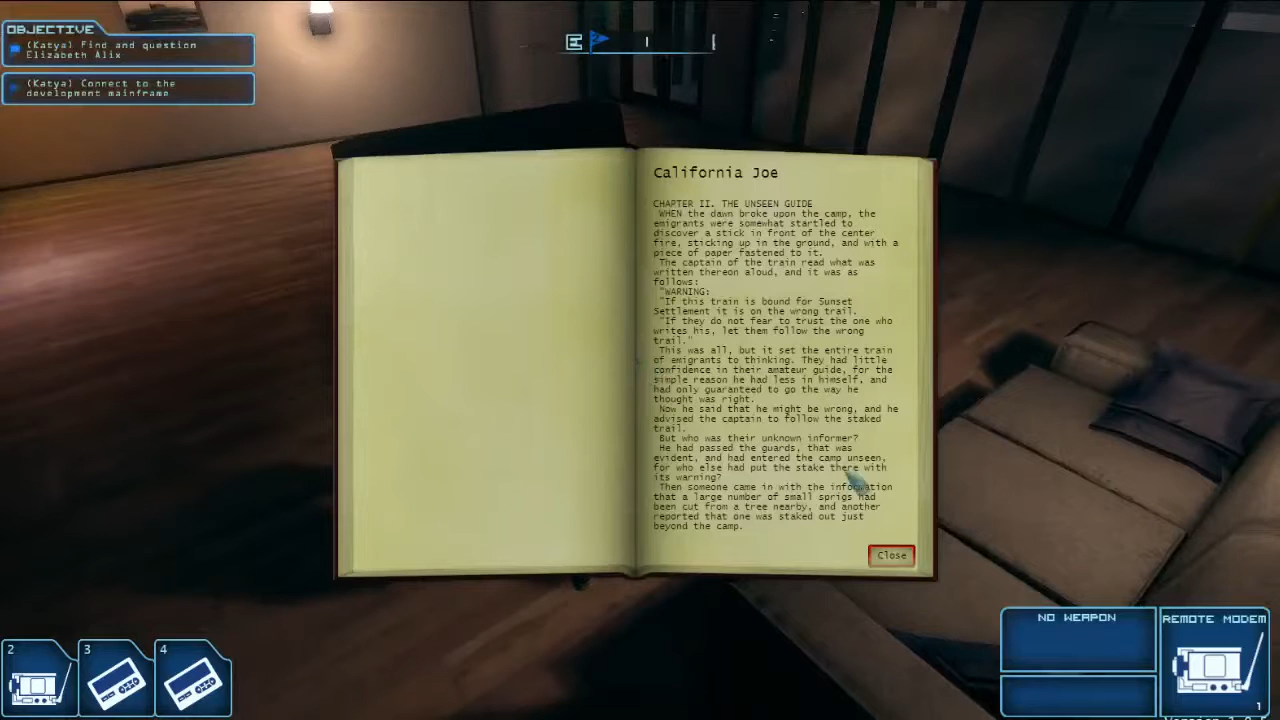 OBJECTIVE
(Katya) Find and question
Elizabeth Alix
(Katya) Connect to the
development mainframe
E
California Joe
CHAPTER II. THE UNSEEN GUIDE
WHEN the dawn broke upon the camp, the
emigrants were somewhat startled to
discover a stick in front of the center
fire, sticking up in the ground, and with a
piece of paper fastened to it.
The captain of the train read what was
written thereon aloud, and it was as
follows:
"WARNING:
"If this train is bound for Sunset
Settlement it is on the wrong trail.
"If they do not fear to trust the one who
writes his, let them follow the wrong
trail."
This was all, but it set the entire train
of emigrants to thinking. They had little
confidence in their amateur guide, for the
simple reason he had less in himself, and
had only guaranteed to go the way he
thought was right.
Now he said that he might be wrong, and he
advised the captain to follow the staked
trail.
But who was their unknown informer?
He had passed the guards, that was
evident, and had entered the camp unseen,
for who else had put the stake there with
its warning?
Then someone came in with the information
that a large number of small sprigs had
been cut from a tree nearby, and another
reported that one was staked out just
beyond the camp.
Close
NO WEAPON
REMOTE MODEM
1
2
3
4